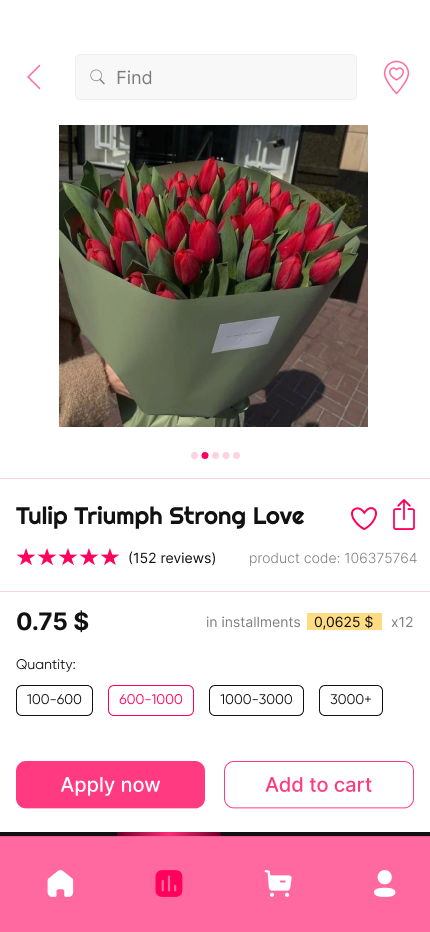 Find
Tulip Triumph Strong Love
(152 reviews) product code: 106375764
0.75 $ in installments 0,0625 $ x12
Quantity:
100-600 600-1000 1000-3000 3000+
Apply now Add to cart